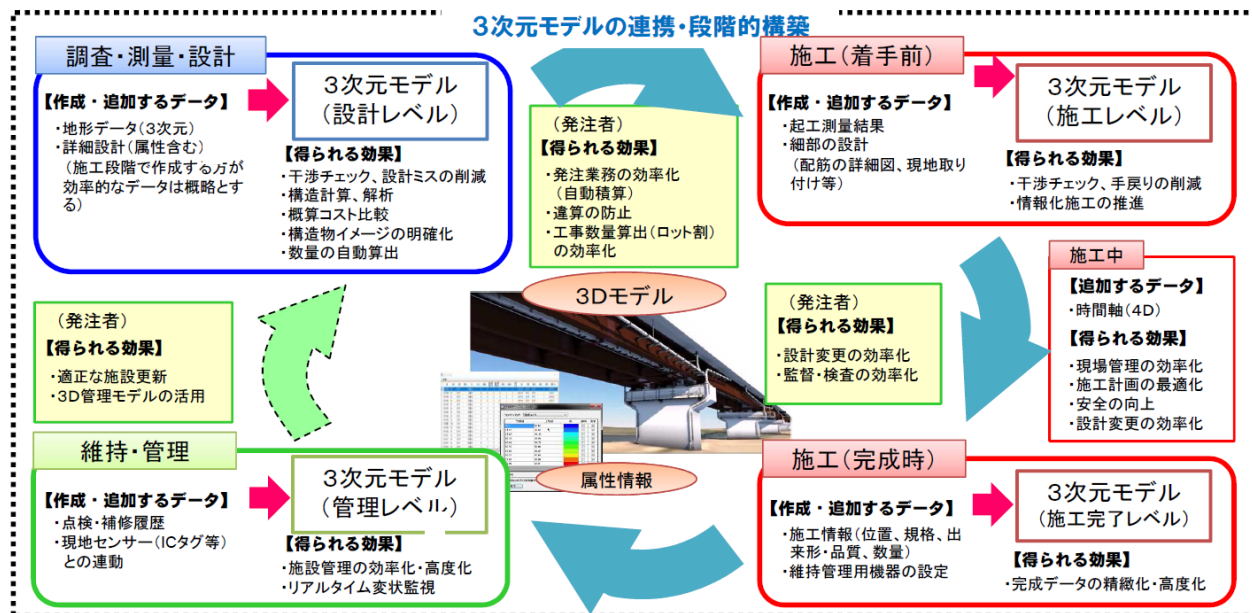 3次元モデルの連携・段階的構築
調査・測量・設計
【作成・追加するデータ】
・地形データ(3次元)
・詳細設計(属性含む)
(施工段階で作成する方が
効率的なデータは概略とす
る)
3次元モデル
(設計レベル)
【得られる効果】
・干渉チェック、設計ミスの削減
・構造計算、解析
・概算コスト比較
・構造物イメージの明確化
・数量の自動算出
(発注者)
【得られる効果】
・発注業務の効率化
(自動積算)
・違算の防止
・工事数量算出(ロット割)
の効率化
施工(着手前)
【作成・追加するデータ】
・起工測量結果
・細部の設計
(配筋の詳細図、現地取り
付け等)
3次元モデル
(施工レベル)
【得られる効果】
・干渉チェック、手戻りの削減
・情報化施工の推進
施工中
【追加するデータ】
・時間軸(4D)
【得られる効果】
・現場管理の効率化
・施工計画の最適化
・安全の向上
・設計変更の効率化
(発注者)
【得られる効果】
・設計変更の効率化
・監督・検査の効率化
3Dモデル
属性情報
(発注者)
【得られる効果】
・適正な施設更新
・3D管理モデルの活用
維持・管理
【作成・追加するデータ】
・点検・補修履歴
・現地センサー(ICタグ等)
との連動
3次元モデル
(管理レベル)
【得られる効果】
・施設管理の効率化・高度化
・リアルタイム変状監視
施工(完成時)
【作成・追加するデータ】
・施工情報(位置、規格、出
来形・品質、数量)
・維持管理用機器の設定
3次元モデル
(施工完了レベル)
【得られる効果】
・完成データの精緻化・高度化